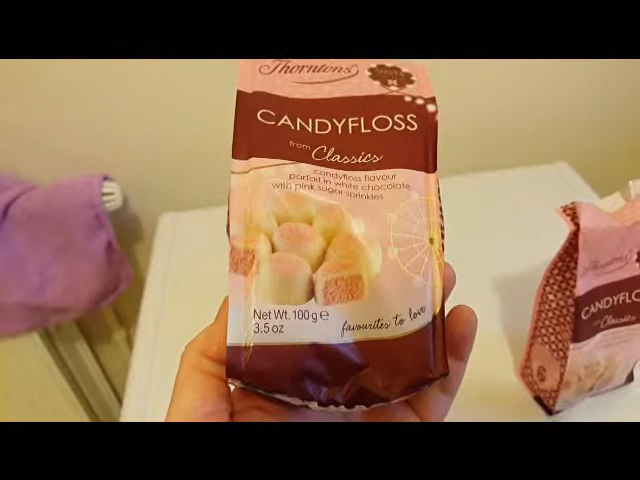 Thorntons
CANDYFLOSS
from Classics
candyfloss flavour
parfait in white chocolate
with pink sugar sprinkles
Net Wt. 100g e
3.5 oz
favourites to love
Thorntons
CANDYFLO
Classics